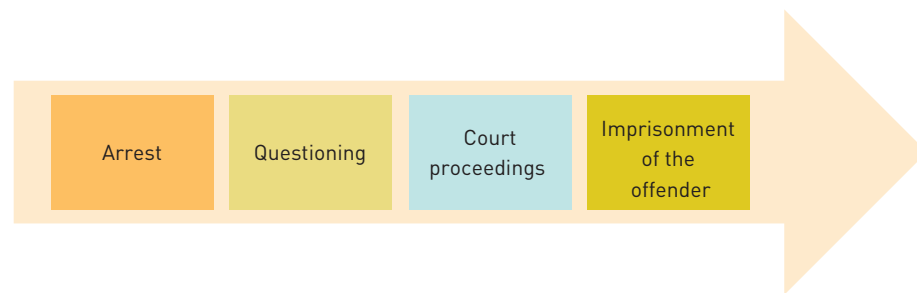 Arrest
Questioning
Court
proceedings
Imprisonment
of the
offender